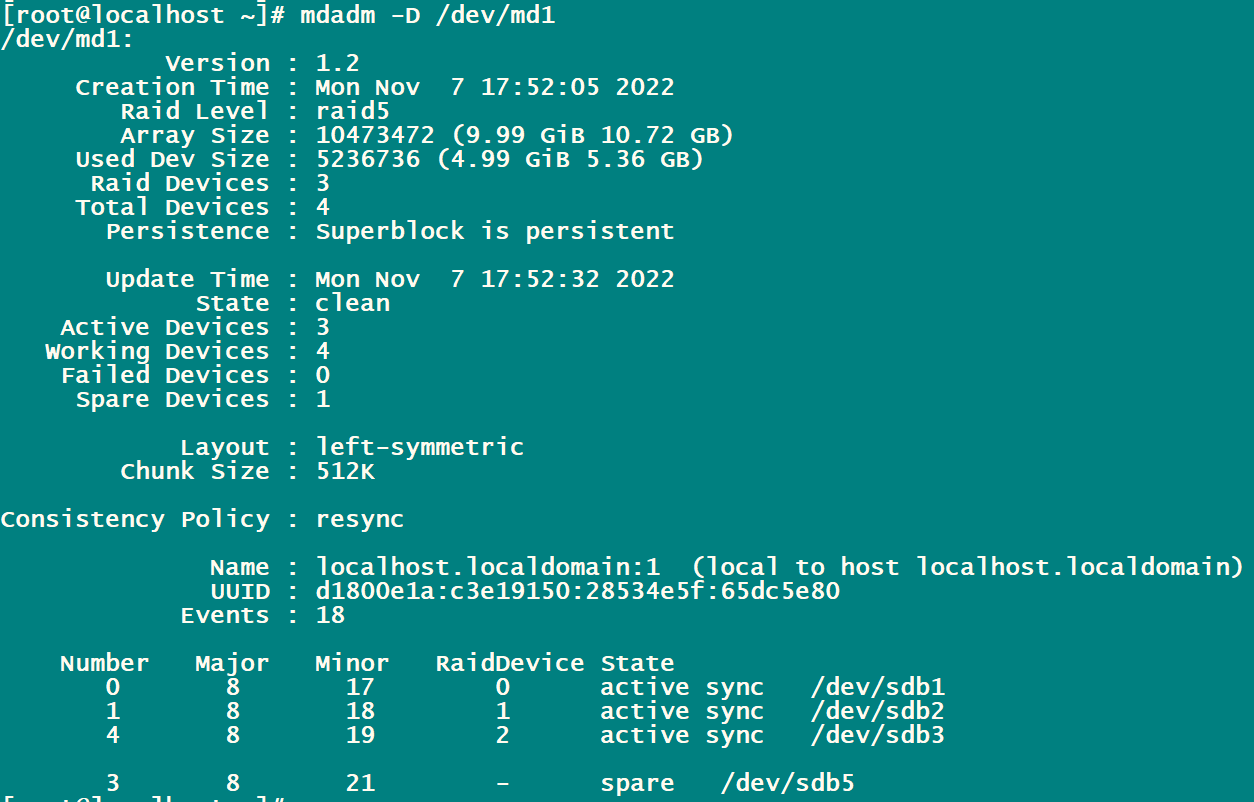 [root@localhost ~]# mdadm -D /dev/md1
/dev/md1:
Version : 1.2
Creation Time : Mon Nov  7 17:52:05 2022
Raid Level : raid5
Array Size : 10473472 (9.99 GiB 10.72 GB)
Used Dev Size : 5236736 (4.99 GiB 5.36 GB)
Raid Devices : 3
Total Devices : 4
Persistence : Superblock is persistent
Update Time : Mon Nov  7 17:52:32 2022
State : clean
Active Devices : 3
Working Devices : 4
Failed Devices : 0
Spare Devices : 1
Layout : left-symmetric
Chunk Size : 512K
Consistency Policy : resync
Name : localhost.localdomain:1  (local to host localhost.localdomain)
UUID : d1800e1a:c3e19150:28534e5f:65dc5e80
Events : 18
Number   Major   Minor   RaidDevice State
0       8       17        0      active sync   /dev/sdb1
1       8       18        1      active sync   /dev/sdb2
4       8       19        2      active sync   /dev/sdb3
3       8       21        -      spare   /dev/sdb5